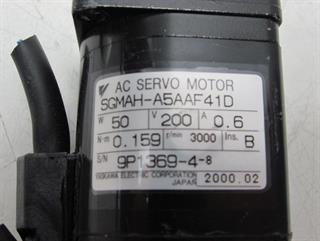 AC SERVO MOTOR
SGMAH-A5AAF41D
W 50 V 200 A 0.6
N·m 0.159 r/min 3000 Ins. B
S/N 9P1369-4-8
YASKAWA ELECTRIC CORPORATION
JAPAN 2000.02